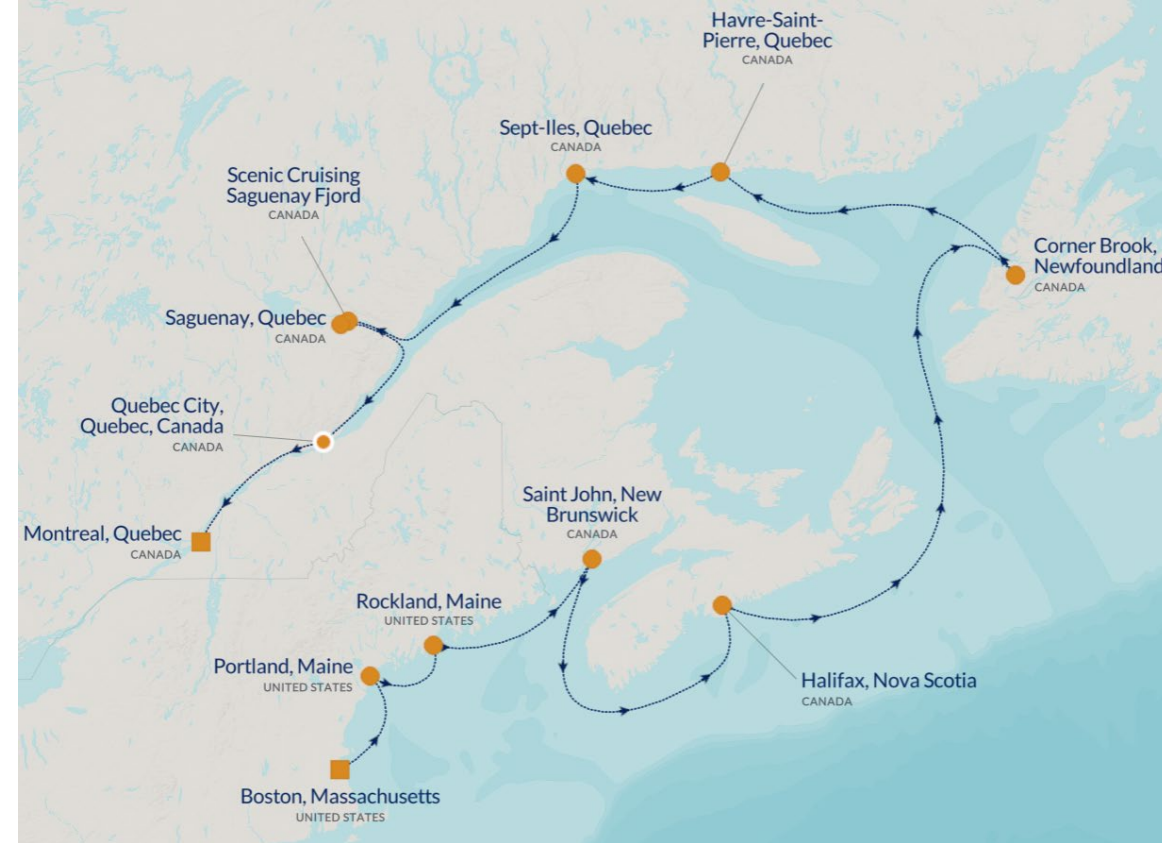 Havre-Saint-
Pierre, Quebec
CANADA
Sept-Iles, Quebec
CANADA
Scenic Cruising
Saguenay Fjord
CANADA
Corner Brook,
Newfoundland
CANADA
Saguenay, Quebec
CANADA
Quebec City,
Quebec, Canada
CANADA
Saint John, New
Brunswick
CANADA
Montreal, Quebec
CANADA
Rockland, Maine
UNITED STATES
Portland, Maine
UNITED STATES
Halifax, Nova Scotia
CANADA
Boston, Massachusetts
UNITED STATES